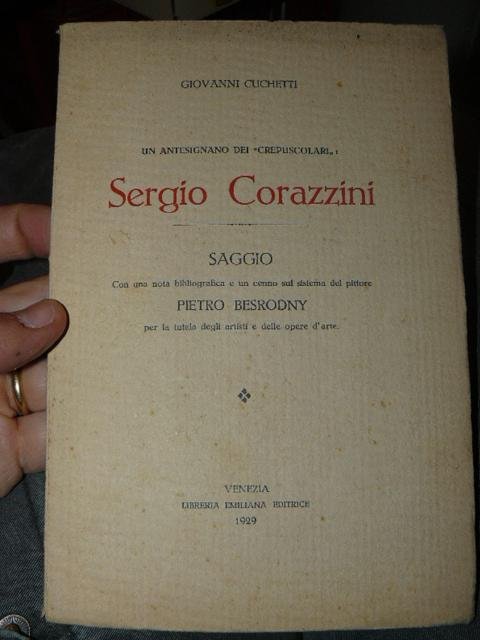 GIOVANNI CUCHETTI
UN ANTESIGNANO DEI "CREPUSCOLARI„:
Sergio Corazzini
SAGGIO
Con una nota bibliografica e un cenno sul sistema del pittore
PIETRO BESRODNY
per la tutela degli artisti e delle opere d'arte.
VENEZIA
LIBRERIA EMILIANA EDITRICE
1929